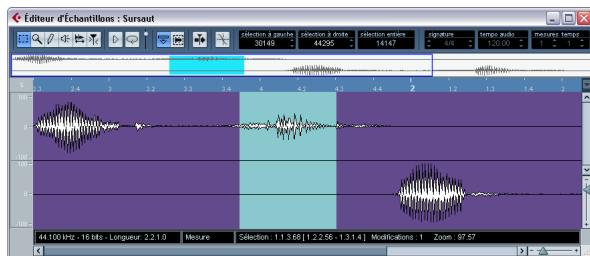 Éditeur d'Échantillons : Sursaut
sélection à gauche sélection à droite sélection entière signature tempo audio mesures temps
30149 44295 14147 4/4 120.00 1 1
% 2.3 2.4 3 3.2 3.3 3.4 4 4.2 4.3 4.4 2 1.2 1.3 1.4 2
100
0
-100
100
0
-100
44.100 kHz - 16 bits - Longueur: 2.2.1.0 Mesure Sélection : 1.1.3.68 [ 1.2.2.56 - 1.3.1.4 ] Modifications : 1 Zoom : 97.57